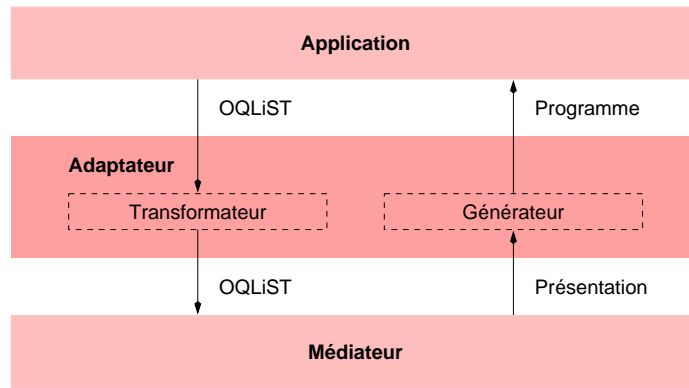 Application
OQLiST
Programme
Adaptateur
Transformateur
Générateur
OQLiST
Présentation
Médiateur